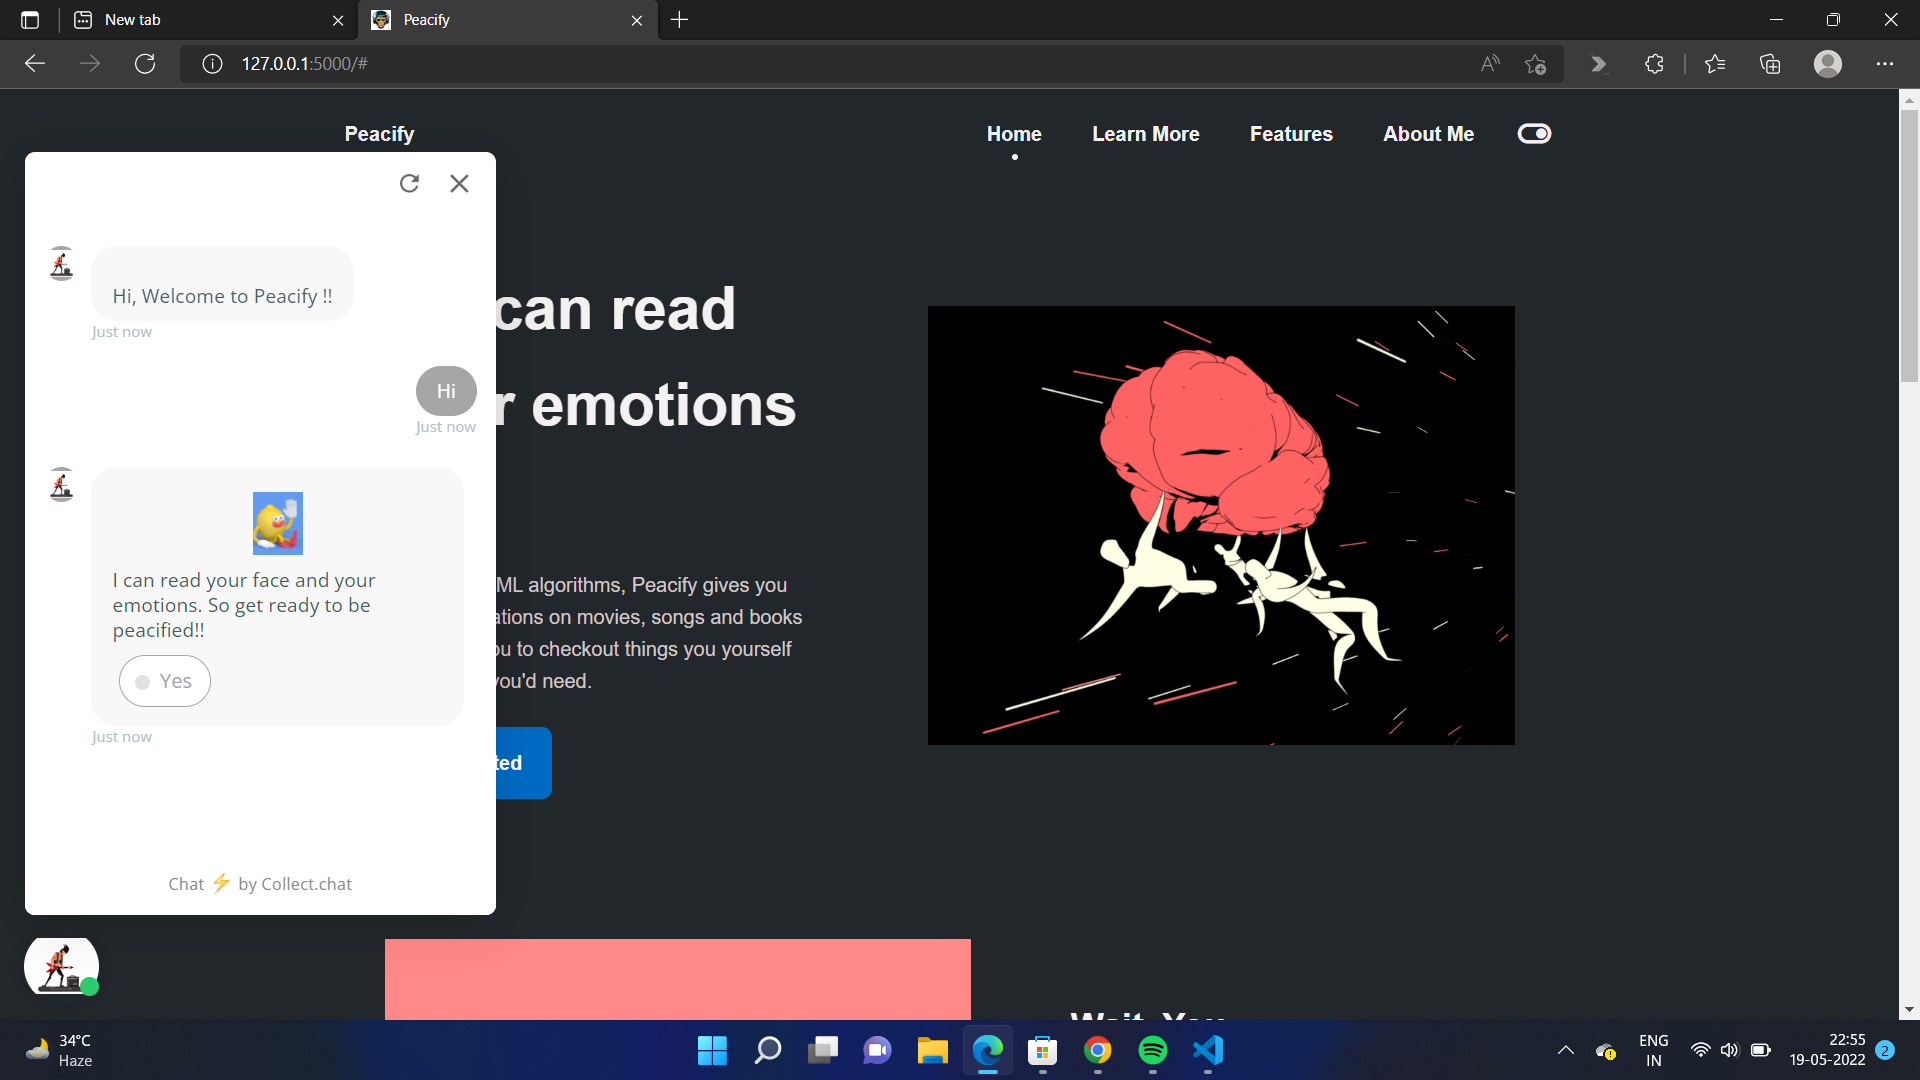 New tab
Peacify
127.0.0.1:5000/#
Peacify
Home
Learn More
Features
About Me
Hi, Welcome to Peacify !!
Just now
Hi
Just now
I can read your face and your
emotions. So get ready to be
peacified!!
Yes
Just now
Chat ⚡ by Collect.chat
can read
r emotions
ML algorithms, Peacify gives you
ations on movies, songs and books
ou to checkout things you yourself
you'd need.
ted
34°C
Haze
ENG
IN
22:55
19-05-2022
2